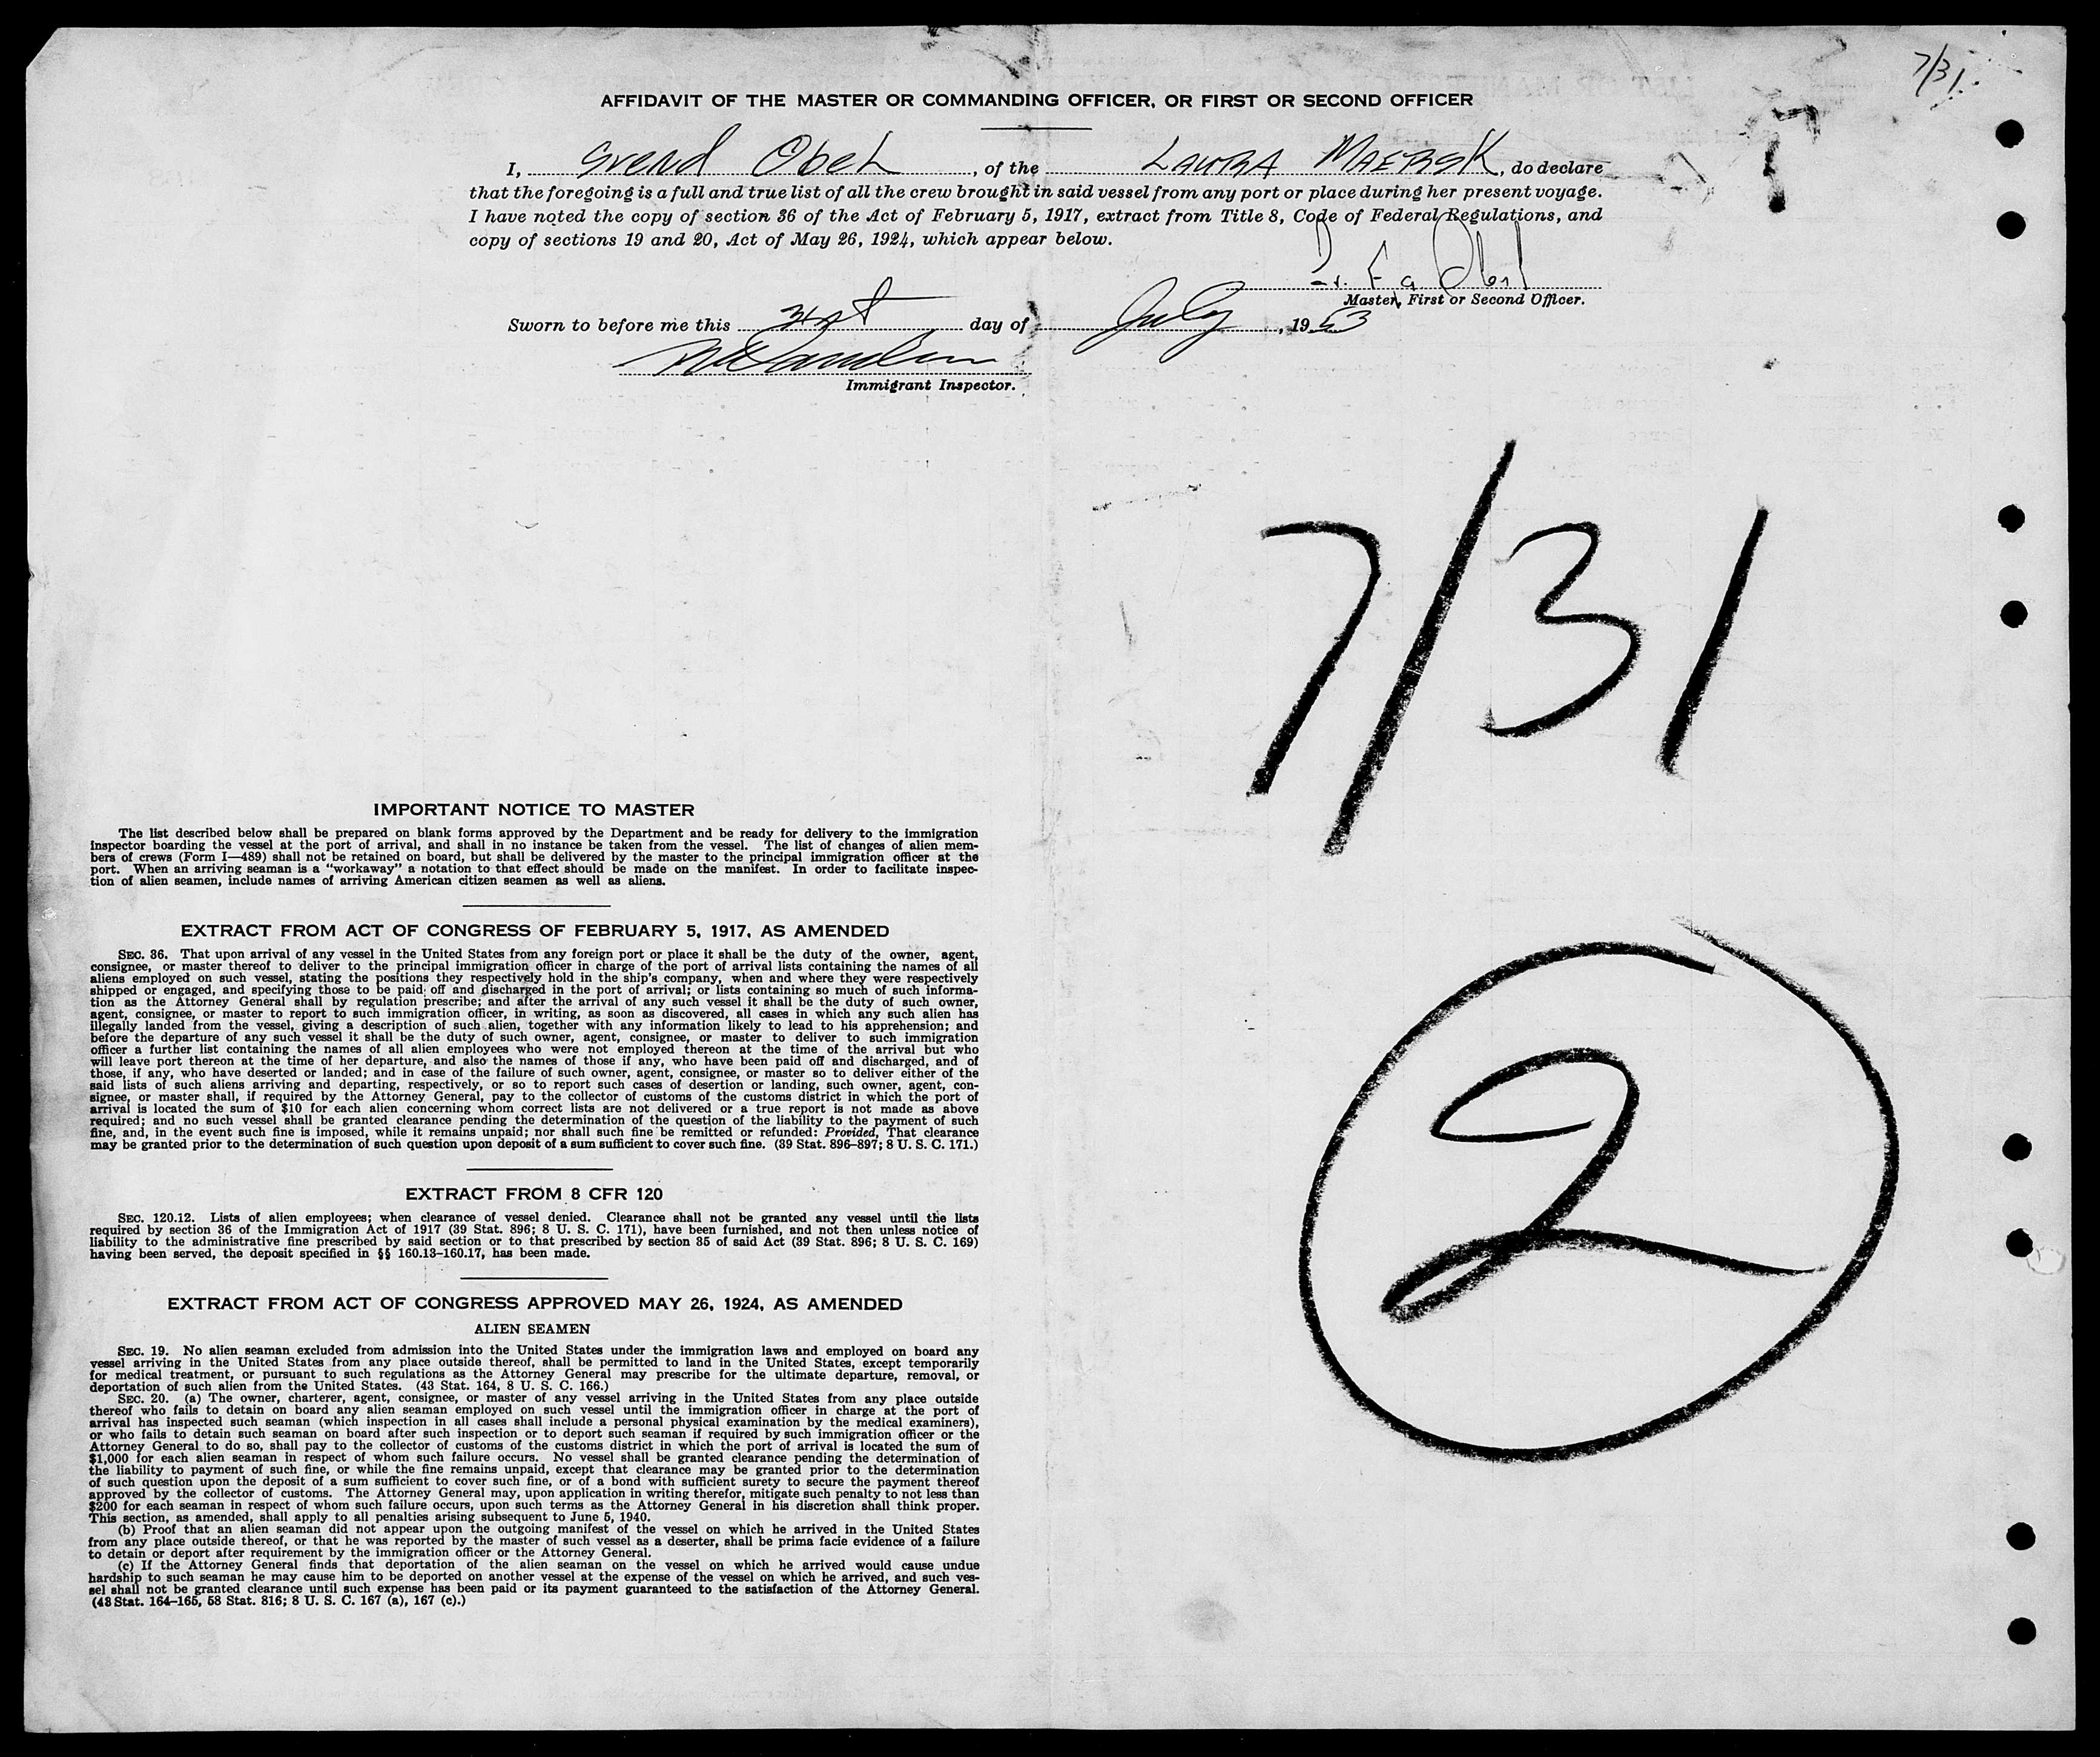 7/31
AFFIDAVIT OF THE MASTER OR COMMANDING OFFICER, OR FIRST OR SECOND OFFICER
I, Svend Obel, of the LAURA MAERSK, do declare
that the foregoing is a full and true list of all the crew brought in said vessel from any port or place during her present voyage.
I have noted the copy of section 36 of the Act of February 5, 1917, extract from Title 8, Code of Federal Regulations, and
copy of sections 19 and 20, Act of May 26, 1924, which appear below.
Obel
Master, First or Second Officer.
Sworn to before me this 31st day of July, 1953
Immigrant Inspector.
7/31
2
IMPORTANT NOTICE TO MASTER
The list described below shall be prepared on blank forms approved by the Department and be ready for delivery to the immigration
inspector boarding the vessel at the port of arrival, and shall in no instance be taken from the vessel. The list of changes of alien mem-
bers of crews (Form I—489) shall not be retained on board, but shall be delivered by the master to the principal immigration officer at the
port. When an arriving seaman is a "workaway" a notation to that effect should be made on the manifest. In order to facilitate inspec-
tion of alien seamen, include names of arriving American citizen seamen as well as aliens.
EXTRACT FROM ACT OF CONGRESS OF FEBRUARY 5, 1917, AS AMENDED
SEC. 36. That upon arrival of any vessel in the United States from any foreign port or place it shall be the duty of the owner, agent,
consignee, or master thereof to deliver to the principal immigration officer in charge of the port of arrival lists containing the names of all
aliens employed on such vessel, stating the positions they respectively hold in the ship's company, when and where they were respectively
shipped or engaged, and specifying those to be paid off and discharged in the port of arrival; or lists containing so much of such informa-
tion as the Attorney General shall by regulation prescribe; and after the arrival of any such vessel it shall be the duty of such owner,
agent, consignee, or master to report to such immigration officer, in writing, as soon as discovered, all cases in which any such alien has
illegally landed from the vessel, giving a description of such alien, together with any information likely to lead to his apprehension; and
before the departure of any such vessel it shall be the duty of such owner, agent, consignee, or master to deliver to such immigration
officer a further list containing the names of all alien employees who were not employed thereon at the time of the arrival but who
will leave port thereon at the time of her departure, and also the names of those if any, who have been paid off and discharged, and of
those, if any, who have deserted or landed; and in case of the failure of such owner, agent, consignee, or master so to deliver either of the
said lists of such aliens arriving and departing, respectively, or so to report such cases of desertion or landing, such owner, agent, con-
signee, or master shall, if required by the Attorney General, pay to the collector of customs of the customs district in which the port of
arrival is located the sum of $10 for each alien concerning whom correct lists are not delivered or a true report is not made as above
required; and no such vessel shall be granted clearance pending the determination of the question of the liability to the payment of such
fine, and, in the event such fine is imposed, while it remains unpaid; nor shall such fine be remitted or refunded: Provided, That clearance
may be granted prior to the determination of such question upon deposit of a sum sufficient to cover such fine. (39 Stat. 896–897; 8 U. S. C. 171.)
EXTRACT FROM 8 CFR 120
SEC. 120.12. Lists of alien employees; when clearance of vessel denied. Clearance shall not be granted any vessel until the lists
required by section 36 of the Immigration Act of 1917 (39 Stat. 896; 8 U. S. C. 171), have been furnished, and not then unless notice of
liability to the administrative fine prescribed by said section or to that prescribed by section 35 of said Act (39 Stat. 896; 8 U. S. C. 169)
having been served, the deposit specified in §§ 160.13–160.17, has been made.
EXTRACT FROM ACT OF CONGRESS APPROVED MAY 26, 1924, AS AMENDED
ALIEN SEAMEN
SEC. 19. No alien seaman excluded from admission into the United States under the immigration laws and employed on board any
vessel arriving in the United States from any place outside thereof, shall be permitted to land in the United States, except temporarily
for medical treatment, or pursuant to such regulations as the Attorney General may prescribe for the ultimate departure, removal, or
deportation of such alien from the United States. (43 Stat. 164, 8 U. S. C. 166.)
SEC. 20. (a) The owner, charterer, agent, consignee, or master of any vessel arriving in the United States from any place outside
thereof who fails to detain on board any alien seaman employed on such vessel until the immigration officer in charge at the port of
arrival has inspected such seaman (which inspection in all cases shall include a personal physical examination by the medical examiners),
or who fails to detain such seaman on board after such inspection or to deport such seaman if required by such immigration officer or the
Attorney General to do so, shall pay to the collector of customs of the customs district in which the port of arrival is located the sum of
$1,000 for each alien seaman in respect of whom such failure occurs. No vessel shall be granted clearance pending the determination of
the liability to payment of such fine, or while the fine remains unpaid, except that clearance may be granted prior to the determination
of such question upon the deposit of a sum sufficient to cover such fine, or of a bond with sufficient surety to secure the payment thereof
approved by the collector of customs. The Attorney General may, upon application in writing therefor, mitigate such penalty to not less than
$200 for each seaman in respect of whom such failure occurs, upon such terms as the Attorney General in his discretion shall think proper.
This section, as amended, shall apply to all penalties arising subsequent to June 5, 1940.
(b) Proof that an alien seaman did not appear upon the outgoing manifest of the vessel on which he arrived in the United States
from any place outside thereof, or that he was reported by the master of such vessel as a deserter, shall be prima facie evidence of a failure
to detain or deport after requirement by the immigration officer or the Attorney General.
(c) If the Attorney General finds that deportation of the alien seaman on the vessel on which he arrived would cause undue
hardship to such seaman he may cause him to be deported on another vessel at the expense of the vessel on which he arrived, and such ves-
sel shall not be granted clearance until such expense has been paid or its payment guaranteed to the satisfaction of the Attorney General.
(43 Stat. 164–165, 58 Stat. 816; 8 U. S. C. 167 (a), 167 (c).)